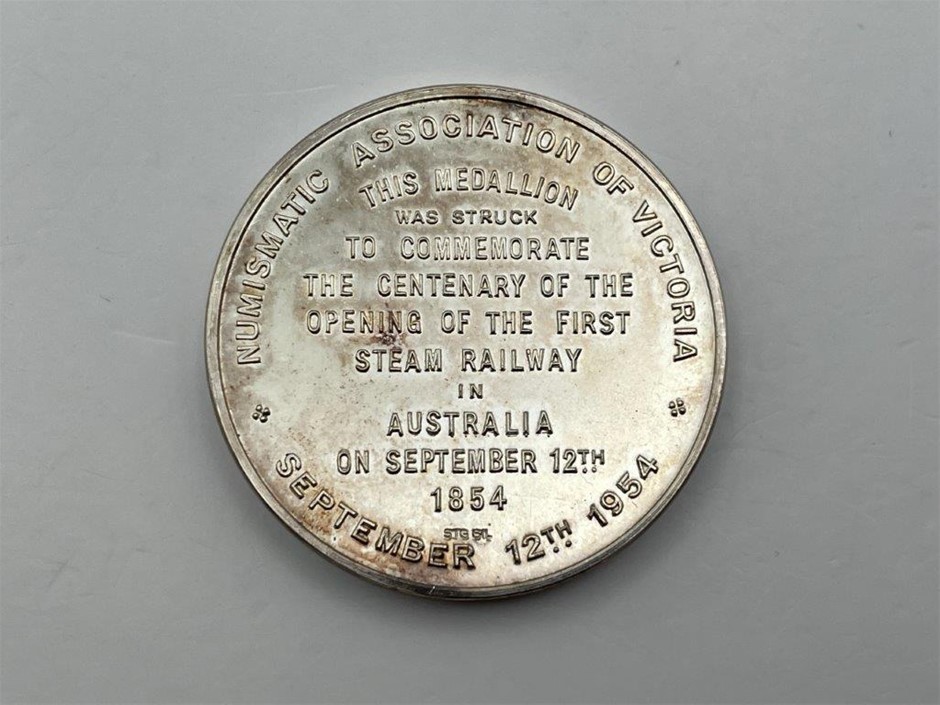 NUMISMATIC ASSOCIATION OF VICTORIA
THIS MEDALLION
WAS STRUCK
TO COMMEMORATE
THE CENTENARY OF THE
OPENING OF THE FIRST
STEAM RAILWAY
IN
AUSTRALIA
ON SEPTEMBER 12TH
1854
STG SIL
SEPTEMBER 12TH 1954